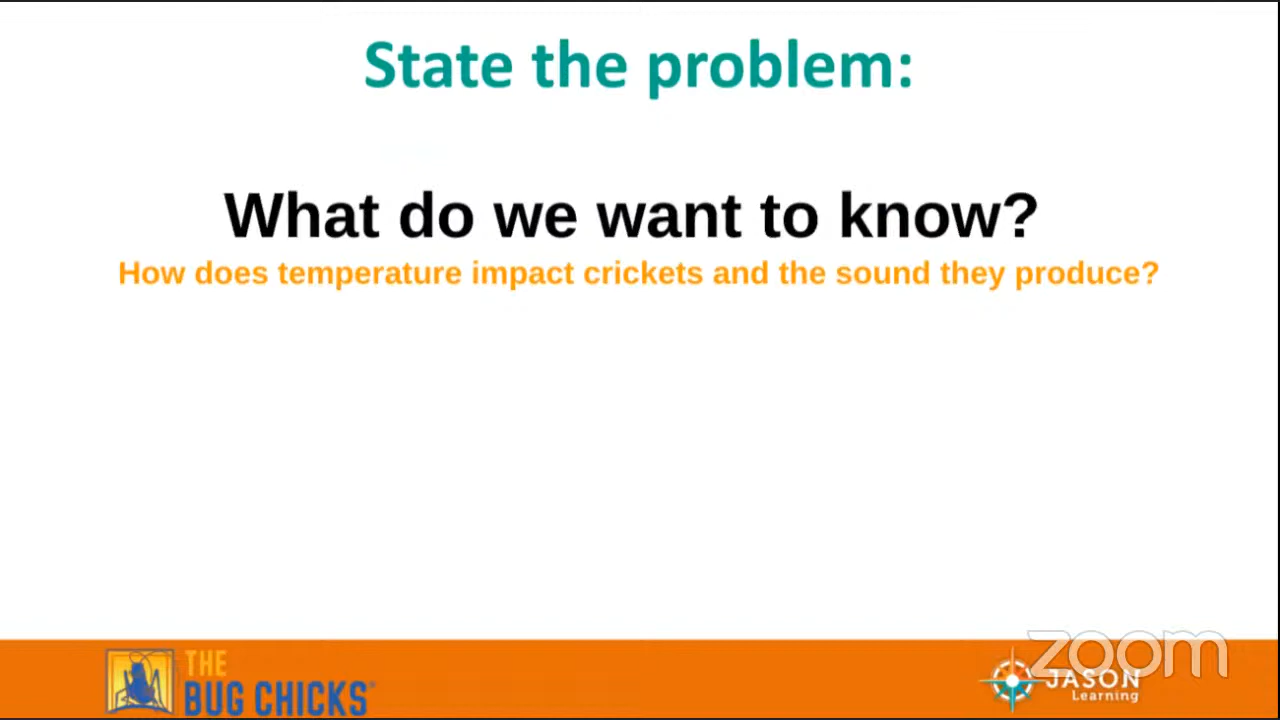 State the problem:
What do we want to know?
How does temperature impact crickets and the sound they produce?
THE
BUG CHICKS®
zoom
JASON
Learning